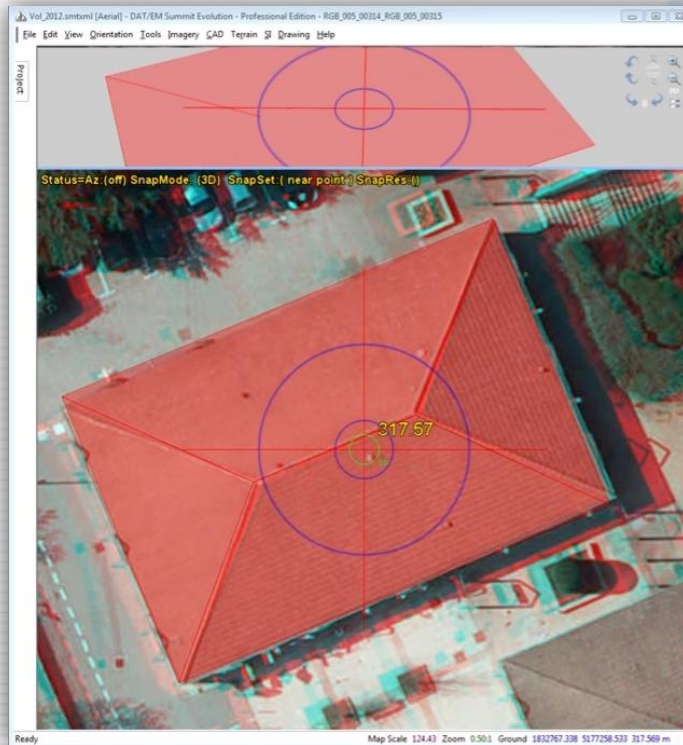 Vol_2012.smtxml [Aerial] - DAT/EM Summit Evolution - Professional Edition - RGB_005_00314_RGB_005_00315
File Edit View Orientation Tools Imagery CAD Terrain SI Drawing Help
Project
Status=Az:(off) SnapMode: (3D) SnapSet:( near point ) SnapRes:()
317.57
Ready Map Scale 124.43 Zoom 0.50:1 Ground 1832767.338 5177258.533 317.569 m